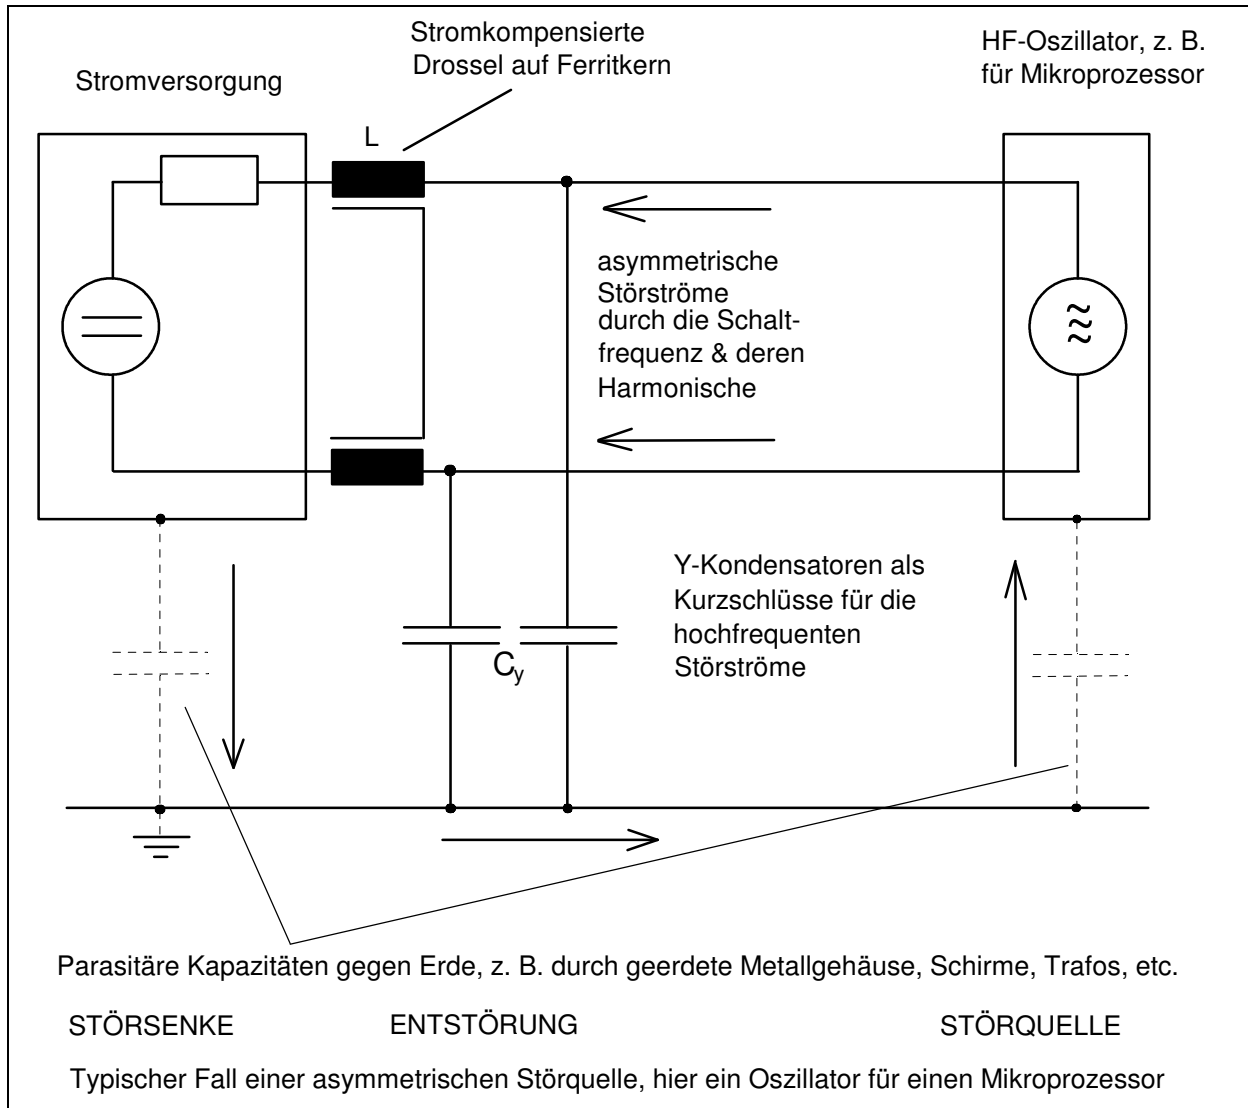 Stromkompensierte
Drossel auf Ferritkern
HF-Oszillator, z. B.
für Mikroprozessor
Stromversorgung
L
asymmetrische
Störströme
durch die Schalt-
frequenz & deren
Harmonische
Y-Kondensatoren als
Kurzschlüsse für die
hochfrequenten
Störströme
Cy
Parasitäre Kapazitäten gegen Erde, z. B. durch geerdete Metallgehäuse, Schirme, Trafos, etc.
STÖRSENKE ENTSTÖRUNG STÖRQUELLE
Typischer Fall einer asymmetrischen Störquelle, hier ein Oszillator für einen Mikroprozessor